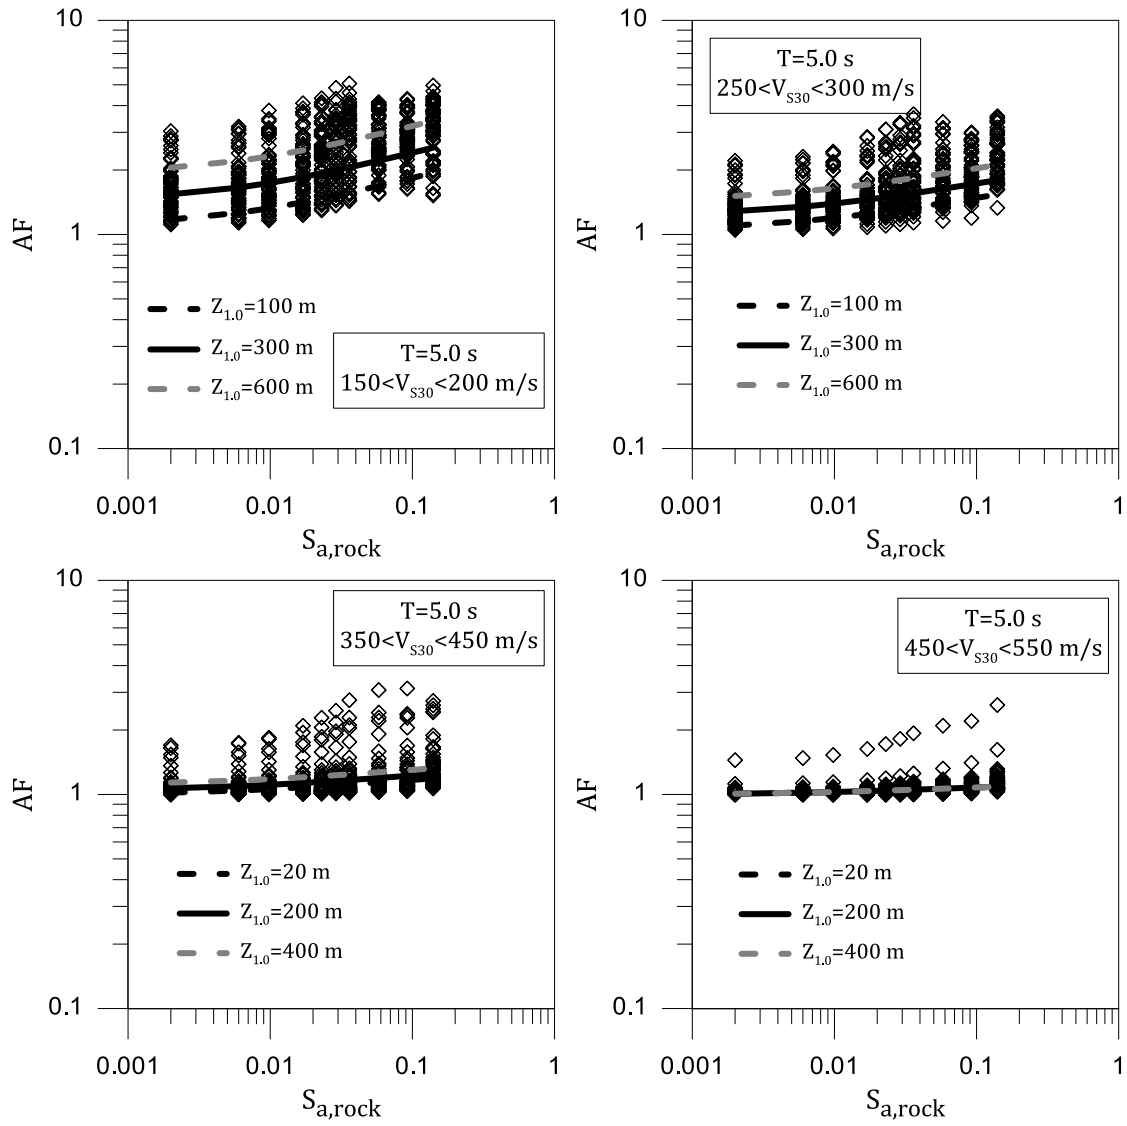 10
1
0.1
AF
Z1.0=100 m
Z1.0=300 m
Z1.0=600 m
T=5.0 s
150<VS30<200 m/s
0.001
0.01
0.1
1
Sa,rock
10
1
0.1
AF
T=5.0 s
250<VS30<300 m/s
Z1.0=100 m
Z1.0=300 m
Z1.0=600 m
0.001
0.01
0.1
1
Sa,rock
10
1
0.1
AF
T=5.0 s
350<VS30<450 m/s
Z1.0=20 m
Z1.0=200 m
Z1.0=400 m
0.001
0.01
0.1
1
Sa,rock
10
1
0.1
AF
T=5.0 s
450<VS30<550 m/s
Z1.0=20 m
Z1.0=200 m
Z1.0=400 m
0.001
0.01
0.1
1
Sa,rock